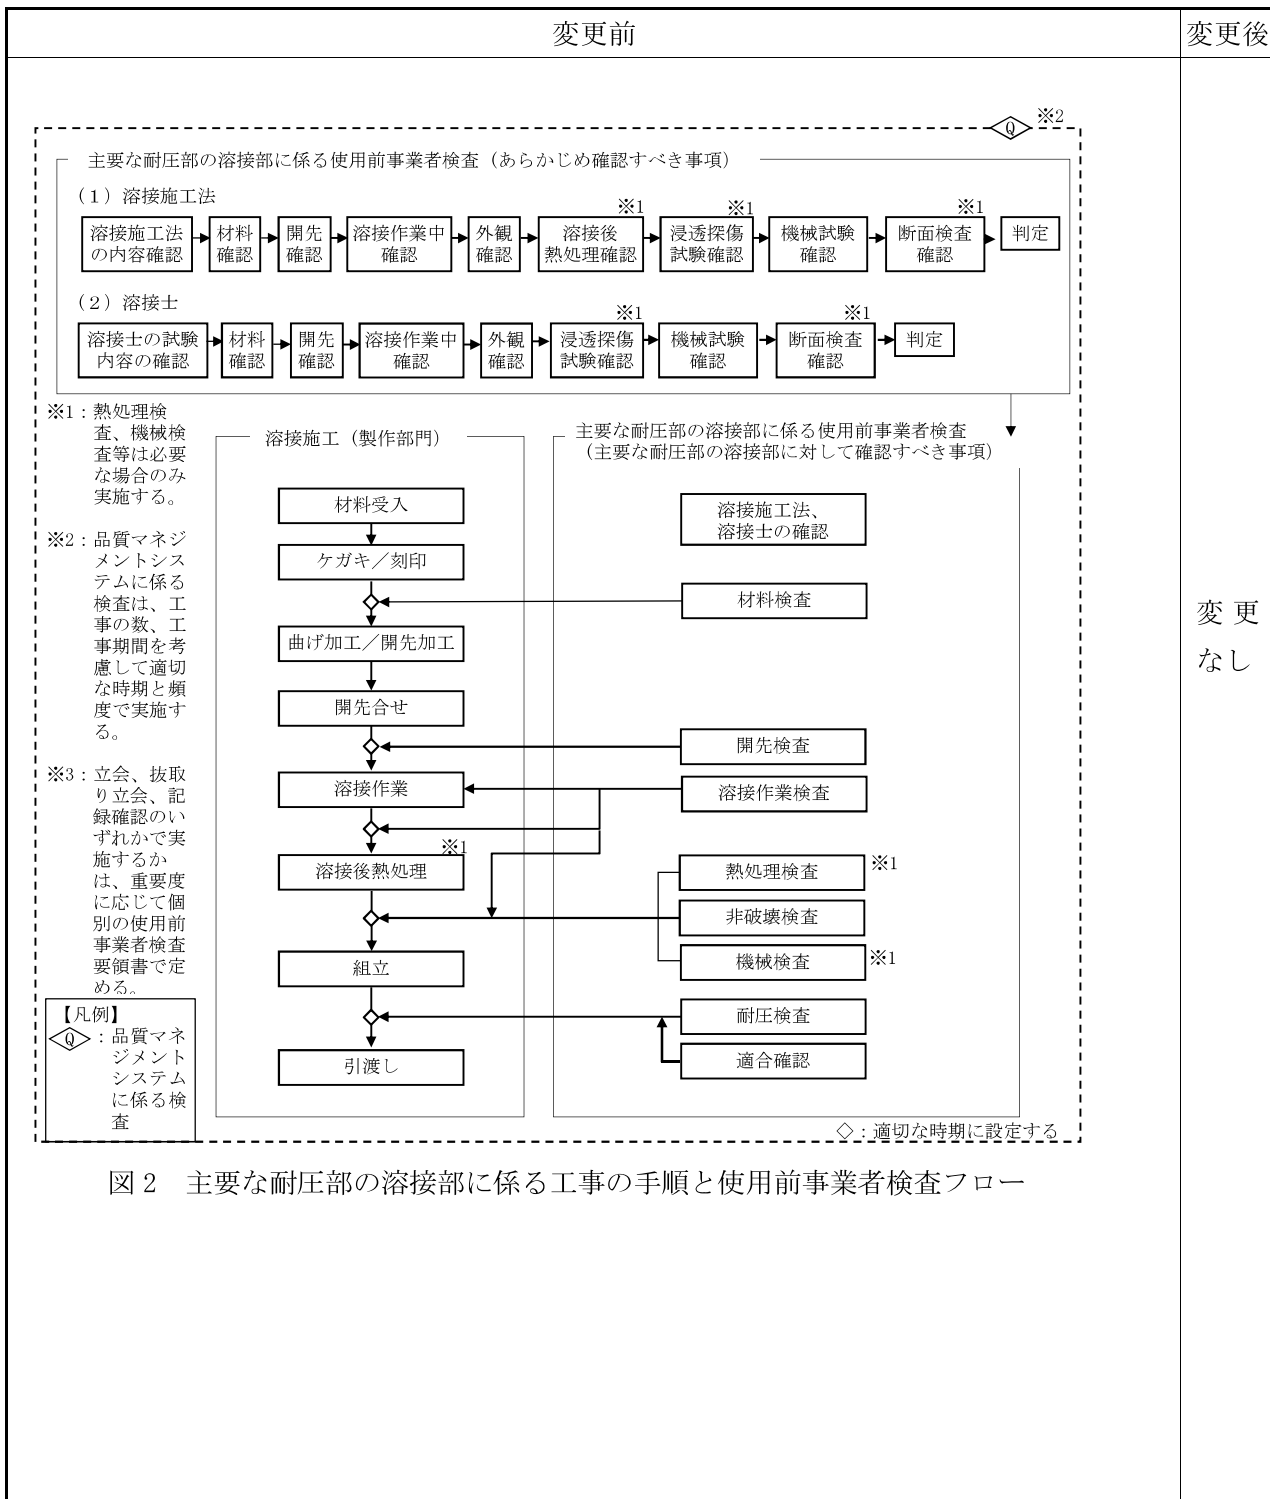 変更前
変更後
※2
Q
主要な耐圧部の溶接部に係る使用前事業者検査（あらかじめ確認すべき事項）
（１）溶接施工法
※1
※1
※1
溶接施工法
の内容確認
材料
確認
開先
確認
溶接作業中
確認
外観
確認
溶接後
熱処理確認
浸透探傷
試験確認
機械試験
確認
断面検査
確認
判定
（２）溶接士
※1
※1
溶接士の試験
内容の確認
材料
確認
開先
確認
溶接作業中
確認
外観
確認
浸透探傷
試験確認
機械試験
確認
断面検査
確認
判定
※1：熱処理検
査、機械検
査等は必要
な場合のみ
実施する。
※2：品質マネジ
メントシス
テムに係る
検査は、工
事の数、工
事期間を考
慮して適切
な時期と頻
度で実施す
る。
※3：立会、抜取
り立会、記
録確認のい
ずれかで実
施するか
は、重要度
に応じて個
別の使用前
事業者検査
要領書で定
める。
【凡例】
Q：品質マネ
ジメント
システム
に係る検
査
溶接施工（製作部門）
材料受入
ケガキ／刻印
曲げ加工／開先加工
開先合せ
溶接作業
※1
溶接後熱処理
組立
引渡し
主要な耐圧部の溶接部に係る使用前事業者検査
（主要な耐圧部の溶接部に対して確認すべき事項）
溶接施工法、
溶接士の確認
材料検査
開先検査
溶接作業検査
熱処理検査
※1
非破壊検査
機械検査
※1
耐圧検査
適合確認
◇：適切な時期に設定する
図２　主要な耐圧部の溶接部に係る工事の手順と使用前事業者検査フロー
変更
なし